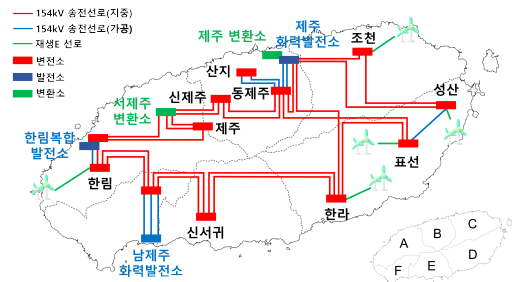 154kV 송전선로(지중)
154kV 송전선로(가공)
재생E 선로
변전소
발전소
변환소
제주 변환소
제주
화력발전소
조천
산지
신제주
동제주
성산
서제주
변환소
제주
한림복합
발전소
표선
한림
한라
신서귀
남제주
화력발전소
A
B
C
D
E
F